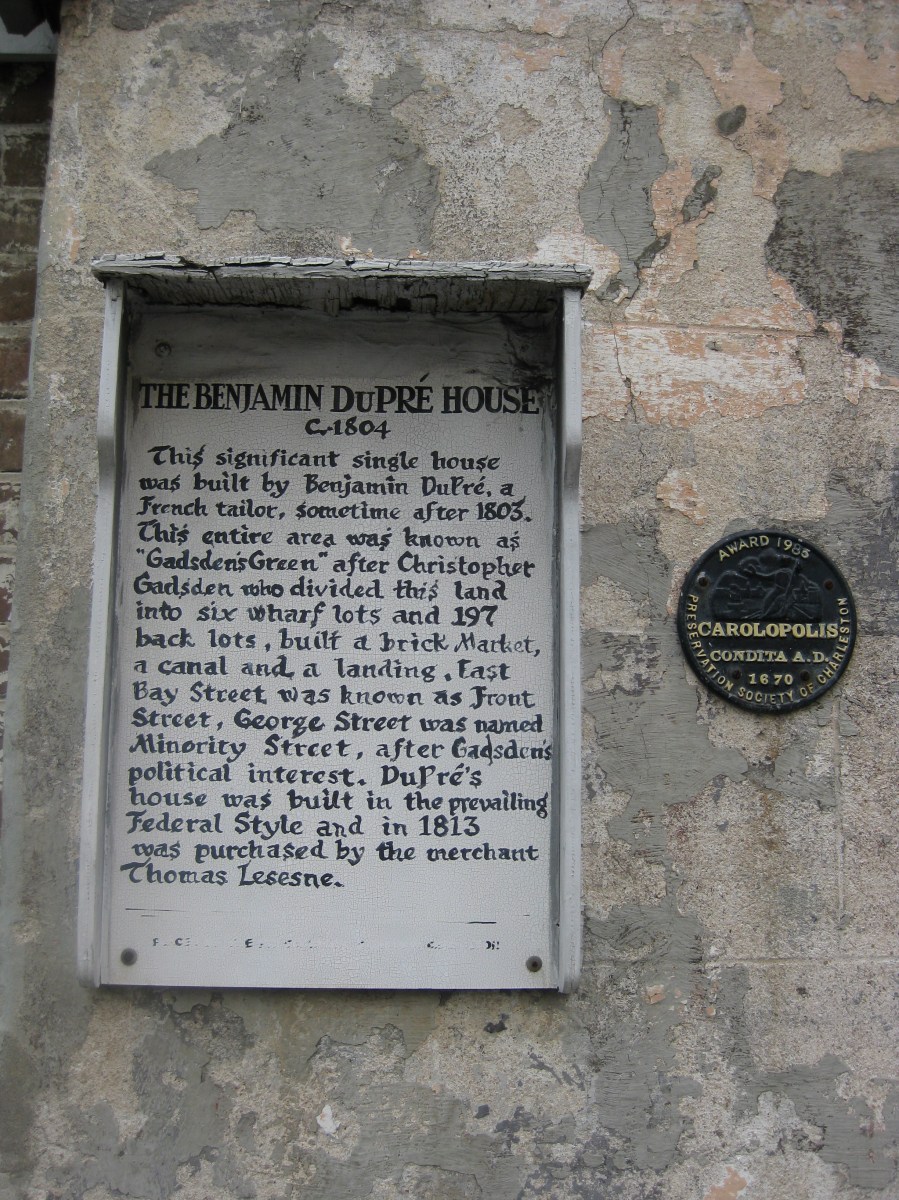 THE BENJAMIN DUPRÉ HOUSE
C.1804
This significant single house
was built by Benjamin DuPré, a
French tailor, sometime after 1803.
This entire area was known as
"Gadsden's Green" after Christopher
Gadsden who divided this land
into six wharf lots and 197
back lots, built a brick Market,
a canal and a landing. East
Bay Street was known as Front
Street, George Street was named
Minority Street, after Gadsden's
political interest. DuPré's
house was built in the prevailing
Federal Style and in 1813
was purchased by the merchant
Thomas Lesesne.
AWARD 1985
CAROLOPOLIS
CONDITA A.D.
1670
PRESERVATION SOCIETY OF CHARLESTON